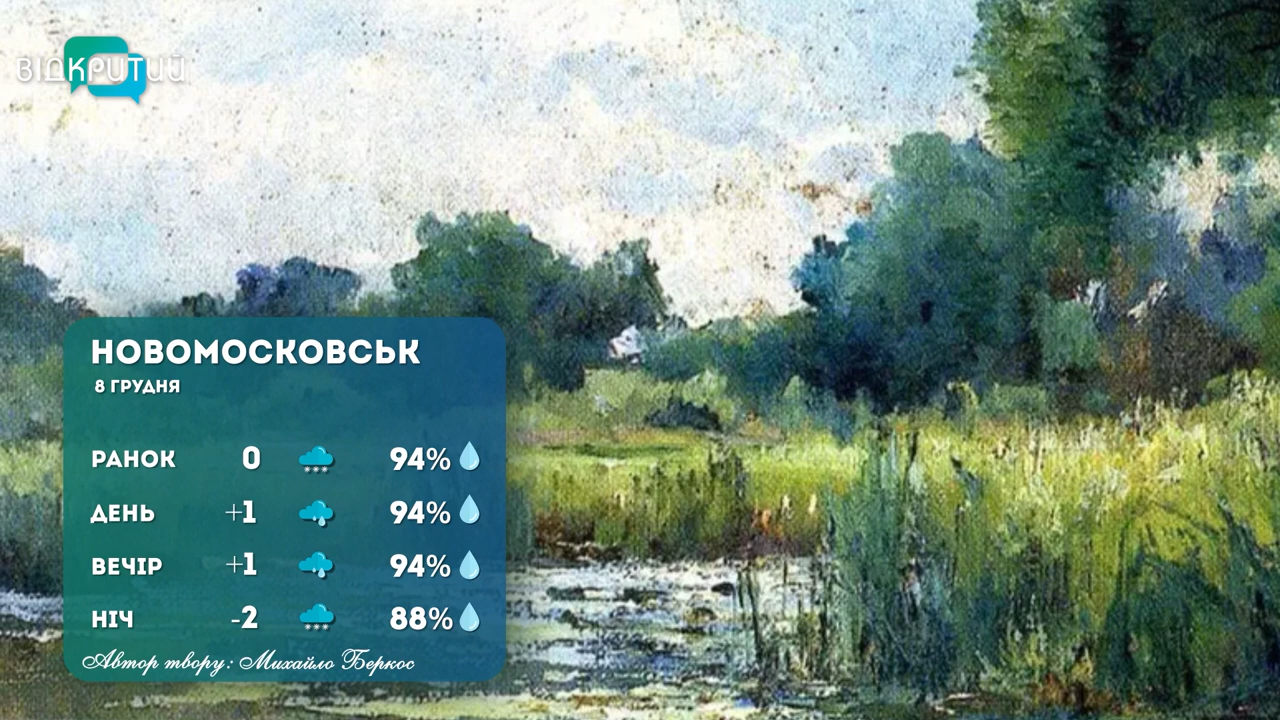 ВІДКРИТИЙ
НОВОМОСКОВСЬК
8 ГРУДНЯ
РАНОК 0 94%
ДЕНЬ +1 94%
ВЕЧІР +1 94%
НІЧ -2 88%
Автор твору: Михайло Беркос